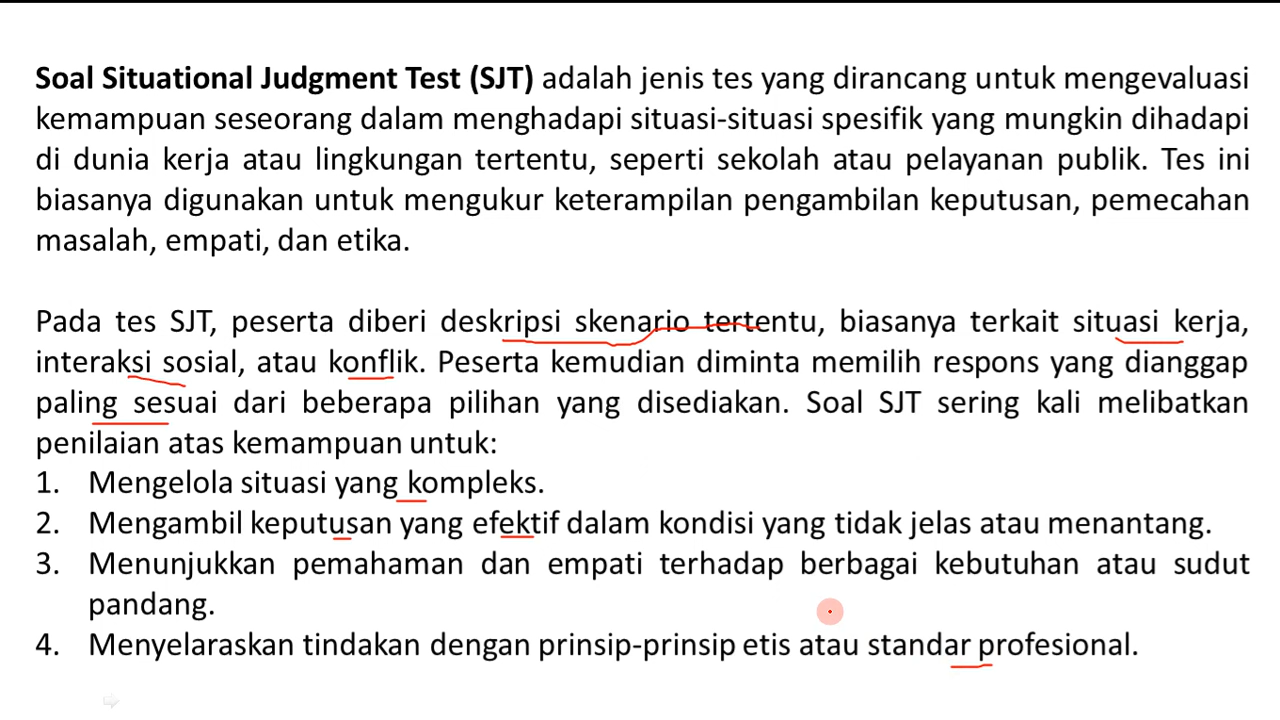 Soal Situational Judgment Test (SJT) adalah jenis tes yang dirancang untuk mengevaluasi
kemampuan seseorang dalam menghadapi situasi-situasi spesifik yang mungkin dihadapi
di dunia kerja atau lingkungan tertentu, seperti sekolah atau pelayanan publik. Tes ini
biasanya digunakan untuk mengukur keterampilan pengambilan keputusan, pemecahan
masalah, empati, dan etika.
Pada tes SJT, peserta diberi deskripsi skenario tertentu, biasanya terkait situasi kerja,
interaksi sosial, atau konflik. Peserta kemudian diminta memilih respons yang dianggap
paling sesuai dari beberapa pilihan yang disediakan. Soal SJT sering kali melibatkan
penilaian atas kemampuan untuk:
1. Mengelola situasi yang kompleks.
2. Mengambil keputusan yang efektif dalam kondisi yang tidak jelas atau menantang.
3. Menunjukkan pemahaman dan empati terhadap berbagai kebutuhan atau sudut
pandang.
4. Menyelaraskan tindakan dengan prinsip-prinsip etis atau standar profesional.